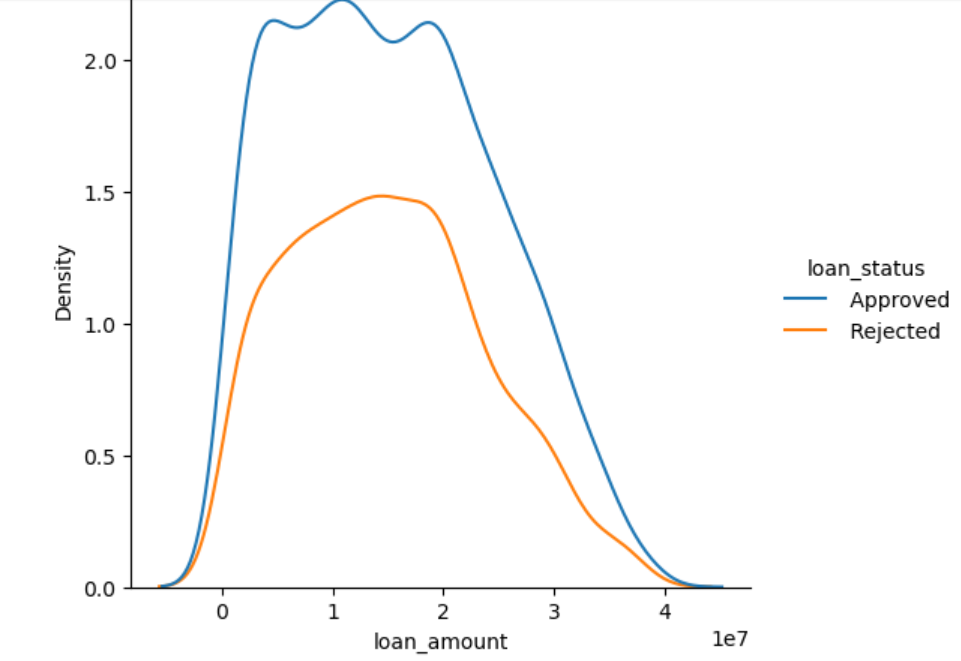 2.0
1.5
1.0
0.5
0.0
Density
0 1 2 3 4
1e7
loan_amount
loan_status
Approved
Rejected